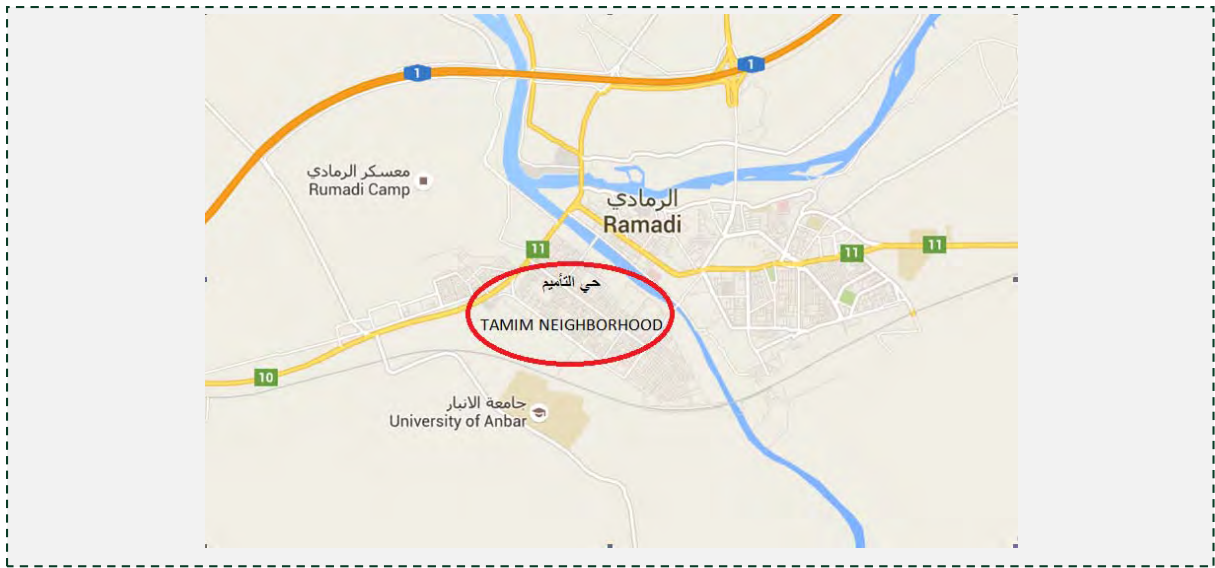 1
1
معسكر الرمادي
Rumadi Camp
الرمادي
Ramadi
11
11
11
حي التأميم
TAMIM NEIGHBORHOOD
10
جامعة الانبار
University of Anbar